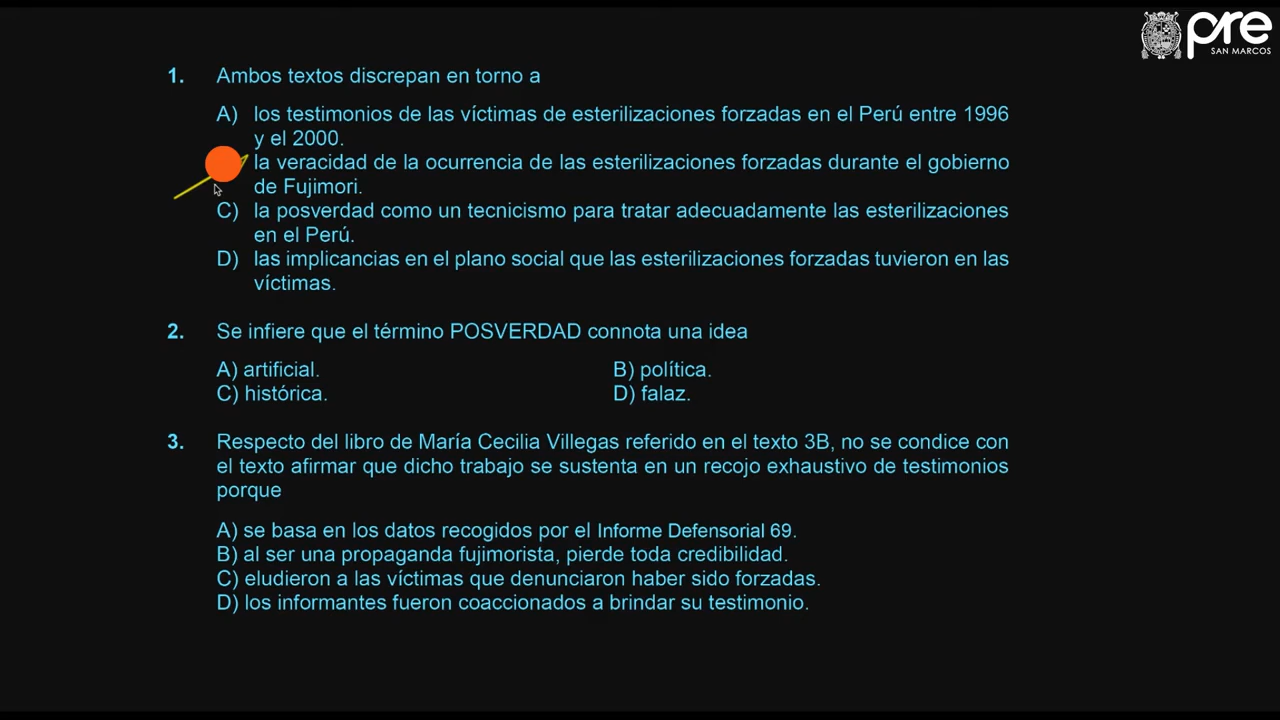 pre
SAN MARCOS
1. Ambos textos discrepan en torno a
A) los testimonios de las víctimas de esterilizaciones forzadas en el Perú entre 1996
y el 2000.
la veracidad de la ocurrencia de las esterilizaciones forzadas durante el gobierno
de Fujimori.
C) la posverdad como un tecnicismo para tratar adecuadamente las esterilizaciones
en el Perú.
D) las implicancias en el plano social que las esterilizaciones forzadas tuvieron en las
víctimas.
2. Se infiere que el término POSVERDAD connota una idea
A) artificial. B) política.
C) histórica. D) falaz.
3. Respecto del libro de María Cecilia Villegas referido en el texto 3B, no se condice con
el texto afirmar que dicho trabajo se sustenta en un recojo exhaustivo de testimonios
porque
A) se basa en los datos recogidos por el Informe Defensorial 69.
B) al ser una propaganda fujimorista, pierde toda credibilidad.
C) eludieron a las víctimas que denunciaron haber sido forzadas.
D) los informantes fueron coaccionados a brindar su testimonio.